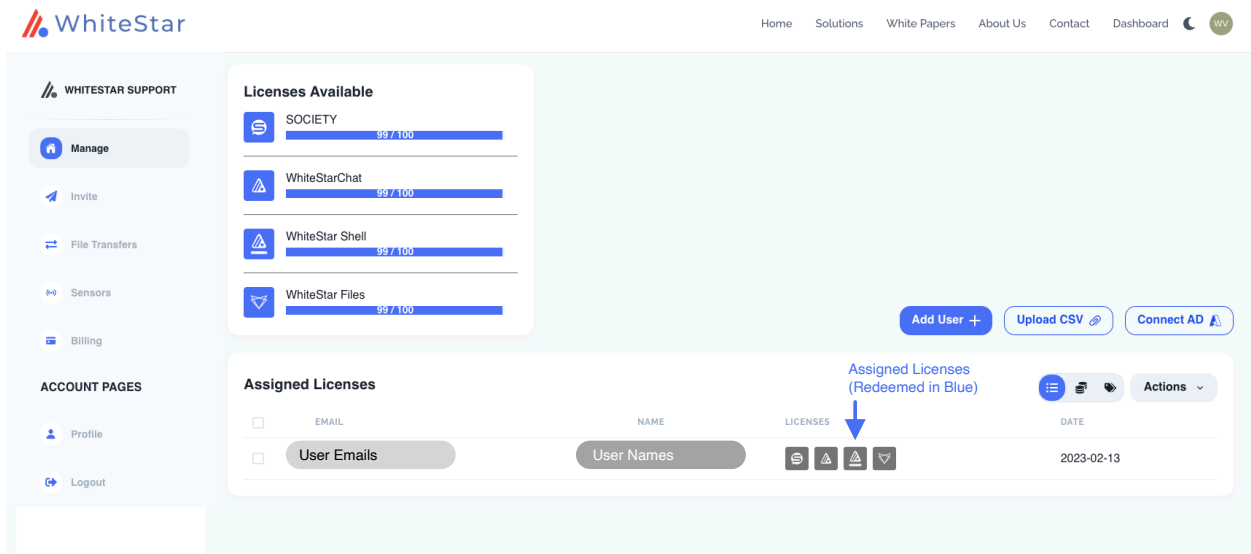 WhiteStar
Home Solutions White Papers About Us Contact Dashboard WV
WHITESTAR SUPPORT
Manage
Invite
File Transfers
Sensors
Billing
ACCOUNT PAGES
Profile
Logout
Licenses Available
SOCIETY
99 / 100
WhiteStarChat
99 / 100
WhiteStar Shell
99 / 100
WhiteStar Files
99 / 100
Add User Upload CSV Connect AD
Assigned Licenses
Assigned Licenses
(Redeemed in Blue)
Actions
EMAIL NAME LICENSES DATE
User Emails User Names 2023-02-13